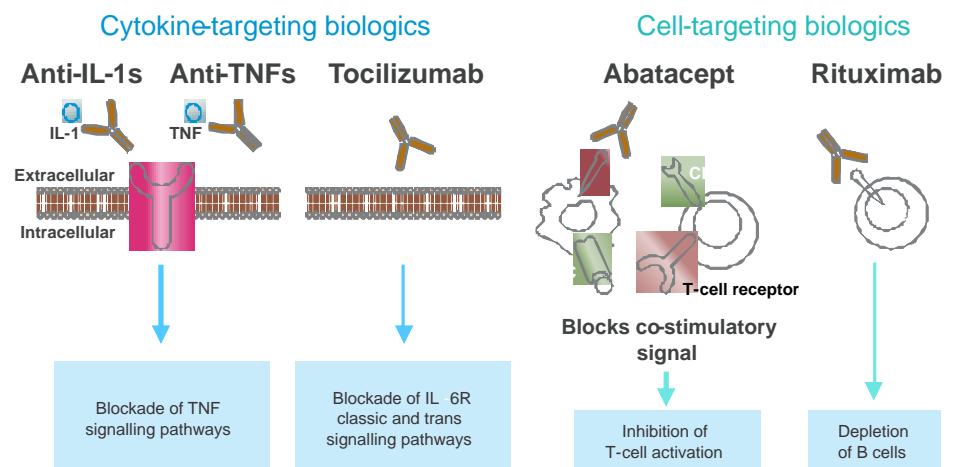 Cytokine-targeting biologics
Cell-targeting biologics
Anti-IL-1s
Anti-TNFs
Tocilizumab
Abatacept
Rituximab
IL-1
TNF
Extracellular
Intracellular
T-cell receptor
Blocks co-stimulatory
signal
Blockade of TNF
signalling pathways
Blockade of IL-6R
classic and trans
signalling pathways
Inhibition of
T-cell activation
Depletion
of B cells